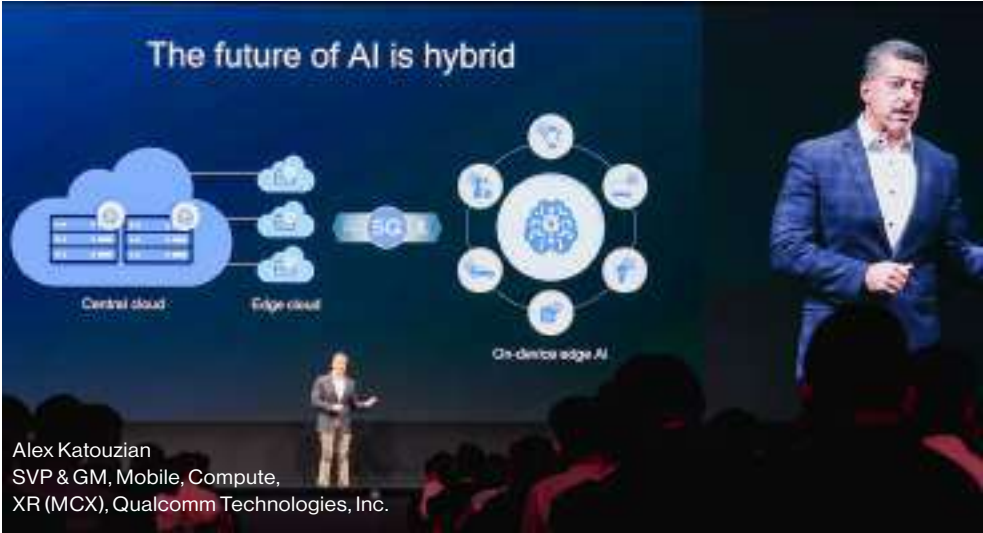 The future of AI is hybrid
5G
Central cloud
Edge cloud
On-device edge AI
Alex Katouzian
SVP & GM, Mobile, Compute,
XR (MCX), Qualcomm Technologies, Inc.